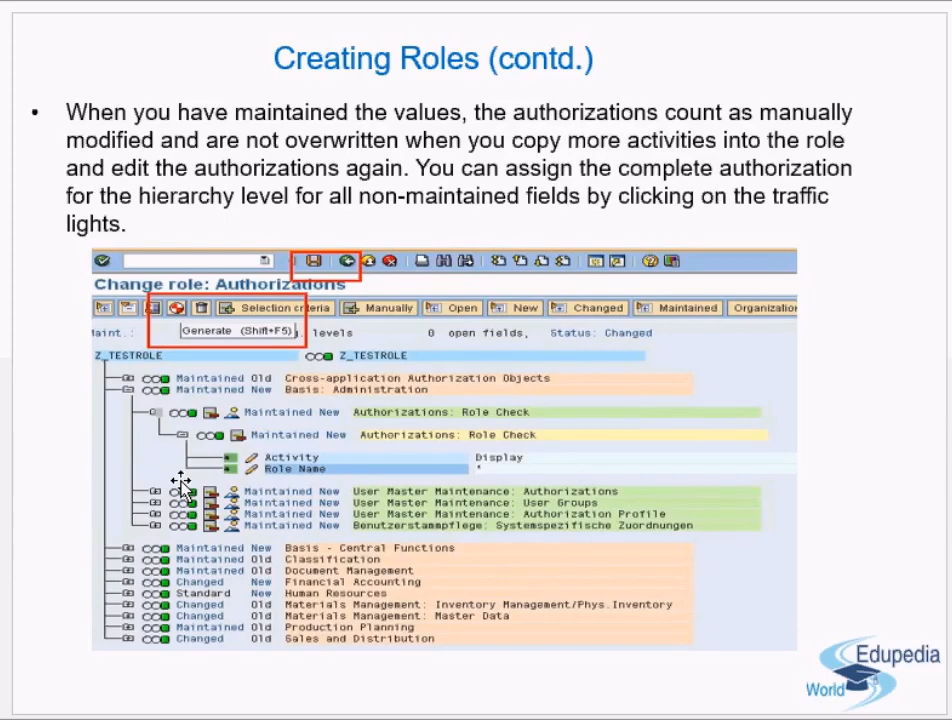 Creating Roles (contd.)
• When you have maintained the values, the authorizations count as manually
modified and are not overwritten when you copy more activities into the role
and edit the authorizations again. You can assign the complete authorization
for the hierarchy level for all non-maintained fields by clicking on the traffic
lights.
Change role: Authorizations
Selection criteria Manually Open New Changed Maintained Organization
Maint.: levels 0 open fields, Status: Changed
Generate (Shift+F5)
Z_TESTROLE Z_TESTROLE
Maintained Old Cross-application Authorization Objects
Maintained New Basis: Administration
Maintained New Authorizations: Role Check
Maintained New Authorizations: Role Check
Activity Display
Role Name *
Maintained New User Master Maintenance: Authorizations
Maintained New User Master Maintenance: User Groups
Maintained New User Master Maintenance: Authorization Profile
Maintained New Benutzerstammpflege: Systemspezifische Zuordnungen
Maintained New Basis - Central Functions
Maintained Old Classification
Maintained Old Document Management
Changed New Financial Accounting
Standard New Human Resources
Changed Old Materials Management: Inventory Management/Phys.Inventory
Changed Old Materials Management: Master Data
Maintained Old Production Planning
Changed Old Sales and Distribution
Edupedia
World